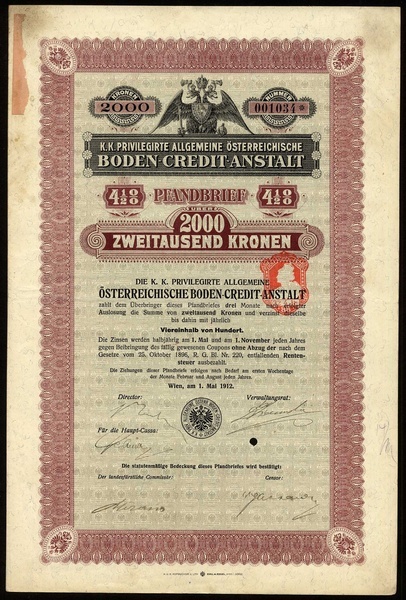 KRONEN
2000
NUMMER
001034
K.K. PRIVILEGIRTE ALLGEMEINE ÖSTERREICHISCHE
BODEN-CREDIT-ANSTALT
4½% PFANDBRIEF 4½%
ÜBER
2000
ZWEITAUSEND KRONEN
DIE K. K. PRIVILEGIRTE ALLGEMEINE
ÖSTERREICHISCHE BODEN-CREDIT-ANSTALT
zahlt dem Überbringer dieses Pfandbriefes drei Monate nach erfolgter
Auslosung die Summe von zweitausend Kronen und verzinst dieselbe
bis dahin mit jährlich
Viereinhalb von Hundert.
Die Zinsen werden halbjährig am 1. Mai und am 1. November jeden Jahres
gegen Beibringung des fällig gewesenen Coupons ohne Abzug der nach dem
Gesetze vom 25. Oktober 1896, R. G. Bl. Nr. 220, entfallenden Renten-
steuer ausbezahlt.
Die Ziehungen dieser Pfandbriefe erfolgen nach Bedarf am ersten Wochentage
der Monate Februar und August jeden Jahres.
Wien, am 1. Mai 1912.
Director:
Verwaltungsrat:
Für die Haupt-Cassa:
Die statutenmäßige Bedeckung dieses Pfandbriefes wird bestätigt:
Der landesfürstliche Commissär:
Censor: